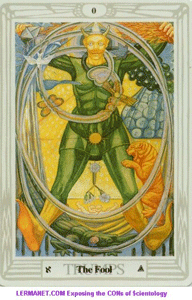 0
The Fool
LERMANET.COM Exposing the CONs of Scientology